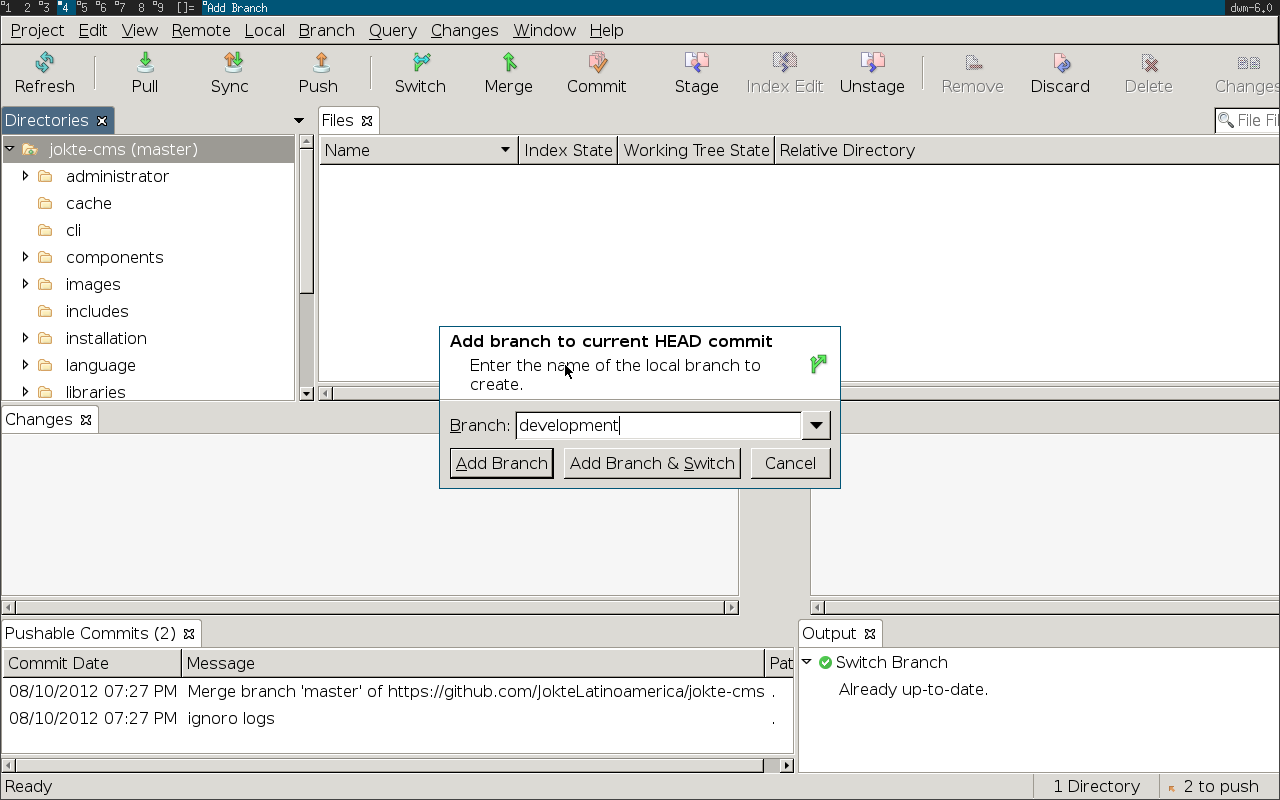 1 2 3 4 5 6 7 8 9 []= Add Branch dwm-6.0
Project Edit View Remote Local Branch Query Changes Window Help
Refresh Pull Sync Push Switch Merge Commit Stage Index Edit Unstage Remove Discard Delete Changes
Directories
Files
File Fi
jokte-cms (master)
Name Index State Working Tree State Relative Directory
administrator
cache
cli
components
images
includes
installation
language
libraries
Add branch to current HEAD commit
Enter the name of the local branch to
create.
Branch: development
Add Branch Add Branch & Switch Cancel
Changes
Pushable Commits (2)
Commit Date Message Pat
08/10/2012 07:27 PM Merge branch 'master' of https://github.com/JokteLatinoamerica/jokte-cms .
08/10/2012 07:27 PM ignoro logs .
Output
Switch Branch
Already up-to-date.
Ready 1 Directory 2 to push